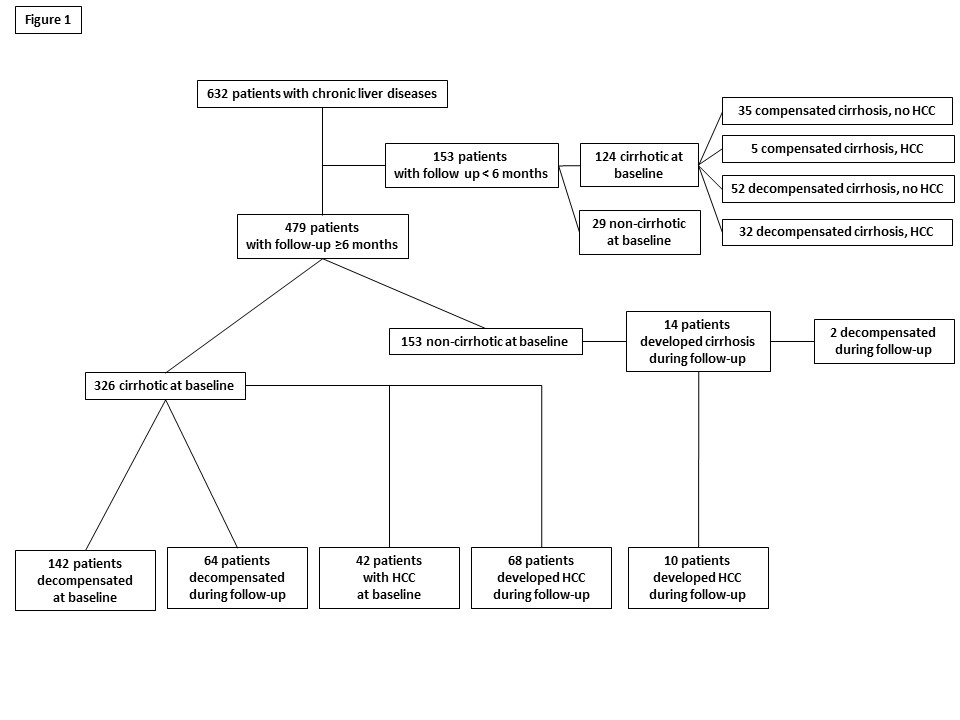 Figure 1
632 patients with chronic liver diseases
153 patients
with follow up < 6 months
124 cirrhotic at
baseline
35 compensated cirrhosis, no HCC
5 compensated cirrhosis, HCC
52 decompensated cirrhosis, no HCC
32 decompensated cirrhosis, HCC
29 non-cirrhotic
at baseline
479 patients
with follow-up ≥6 months
153 non-cirrhotic at baseline
14 patients
developed cirrhosis
during follow-up
2 decompensated
during follow-up
326 cirrhotic at baseline
142 patients
decompensated
at baseline
64 patients
decompensated
during follow-up
42 patients
with HCC
at baseline
68 patients
developed HCC
during follow-up
10 patients
developed HCC
during follow-up